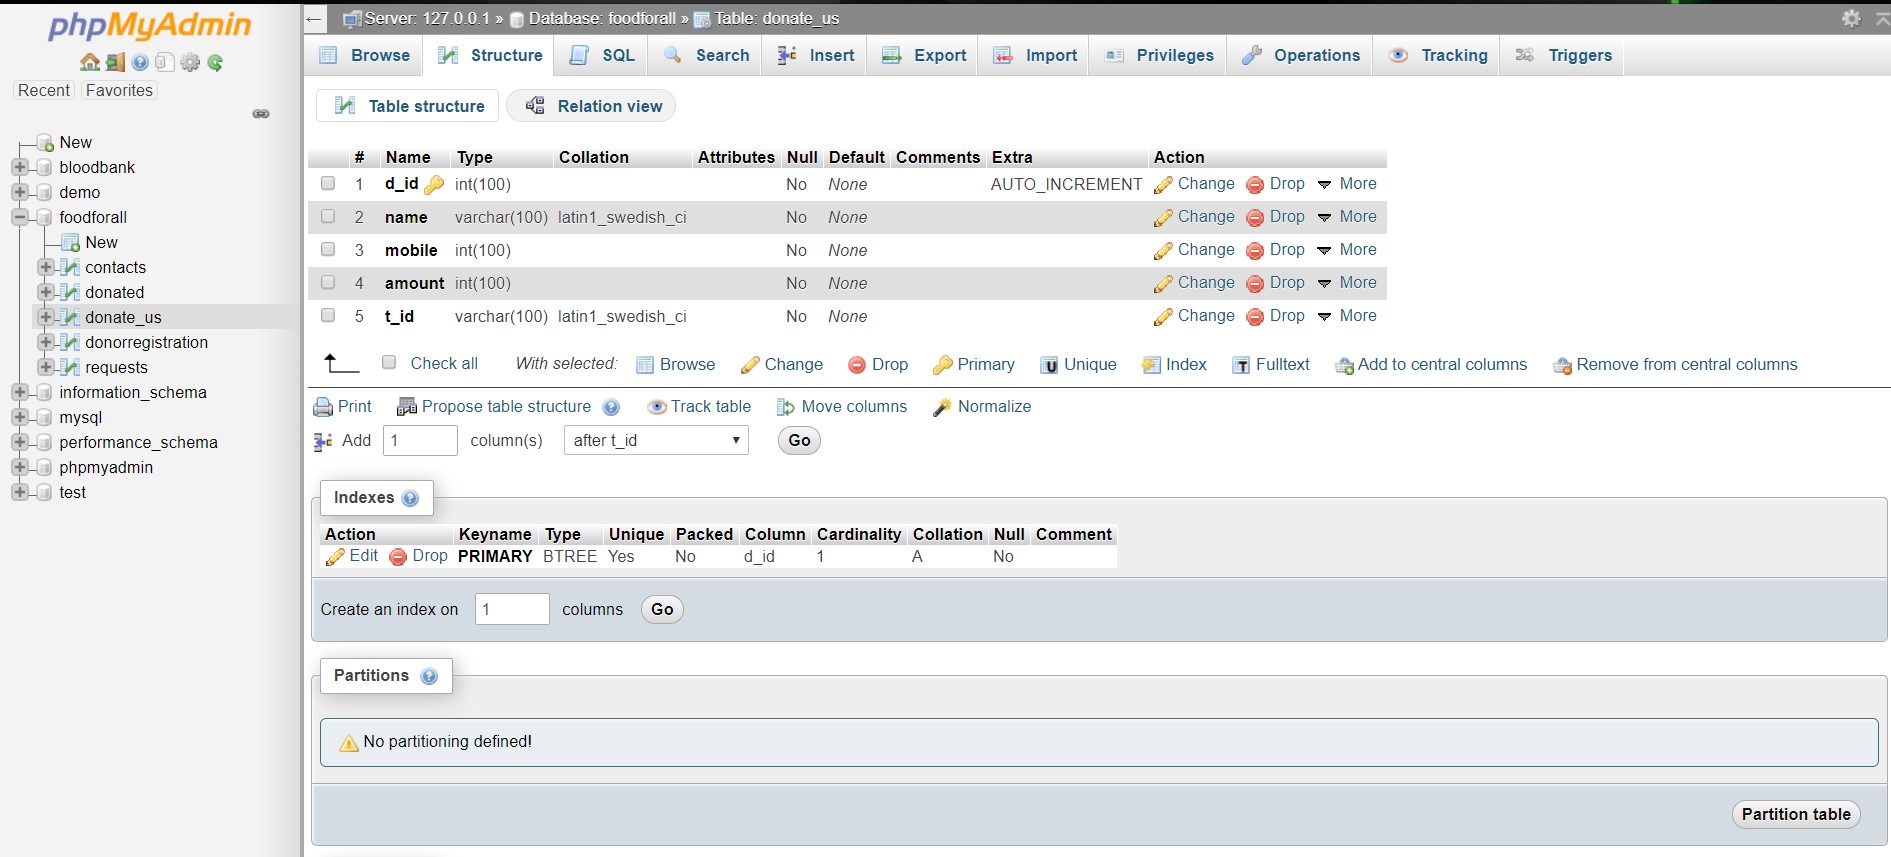 phpMyAdmin
Recent Favorites
New
bloodbank
demo
foodforall
New
contacts
donated
donate_us
donorregistration
requests
information_schema
mysql
performance_schema
phpmyadmin
test
Server: 127.0.0.1 » Database: foodforall » Table: donate_us
Browse Structure SQL Search Insert Export Import Privileges Operations Tracking Triggers
Table structure Relation view
# Name Type Collation Attributes Null Default Comments Extra Action
1 d_id int(100) No None AUTO_INCREMENT Change Drop More
2 name varchar(100) latin1_swedish_ci No None Change Drop More
3 mobile int(100) No None Change Drop More
4 amount int(100) No None Change Drop More
5 t_id varchar(100) latin1_swedish_ci No None Change Drop More
Check all With selected: Browse Change Drop Primary Unique Index Fulltext Add to central columns Remove from central columns
Print Propose table structure Track table Move columns Normalize
Add 1 column(s) after t_id Go
Indexes
Action Keyname Type Unique Packed Column Cardinality Collation Null Comment
Edit Drop PRIMARY BTREE Yes No d_id 1 A No
Create an index on 1 columns Go
Partitions
No partitioning defined!
Partition table